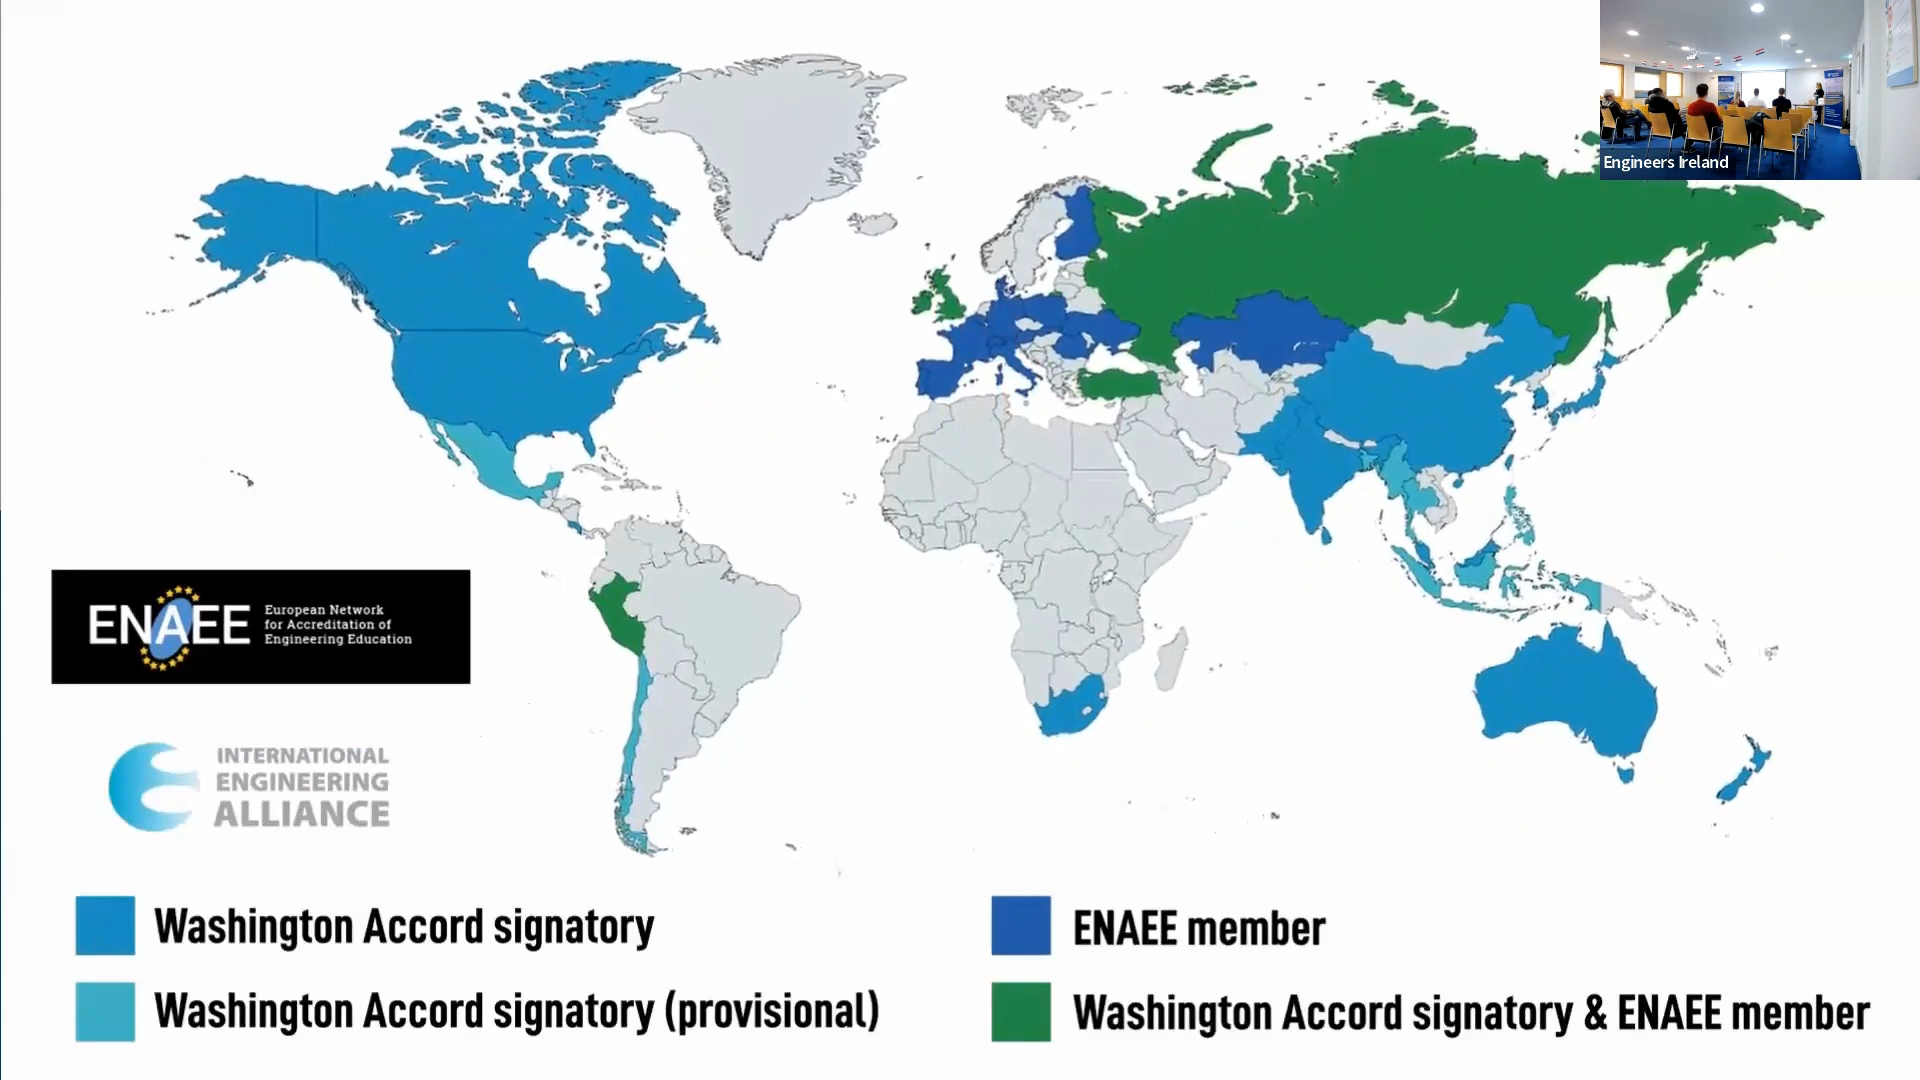 Engineers Ireland
ENAEE
European Network
for Accreditation of
Engineering Education
INTERNATIONAL
ENGINEERING
ALLIANCE
Washington Accord signatory
ENAEE member
Washington Accord signatory (provisional)
Washington Accord signatory & ENAEE member